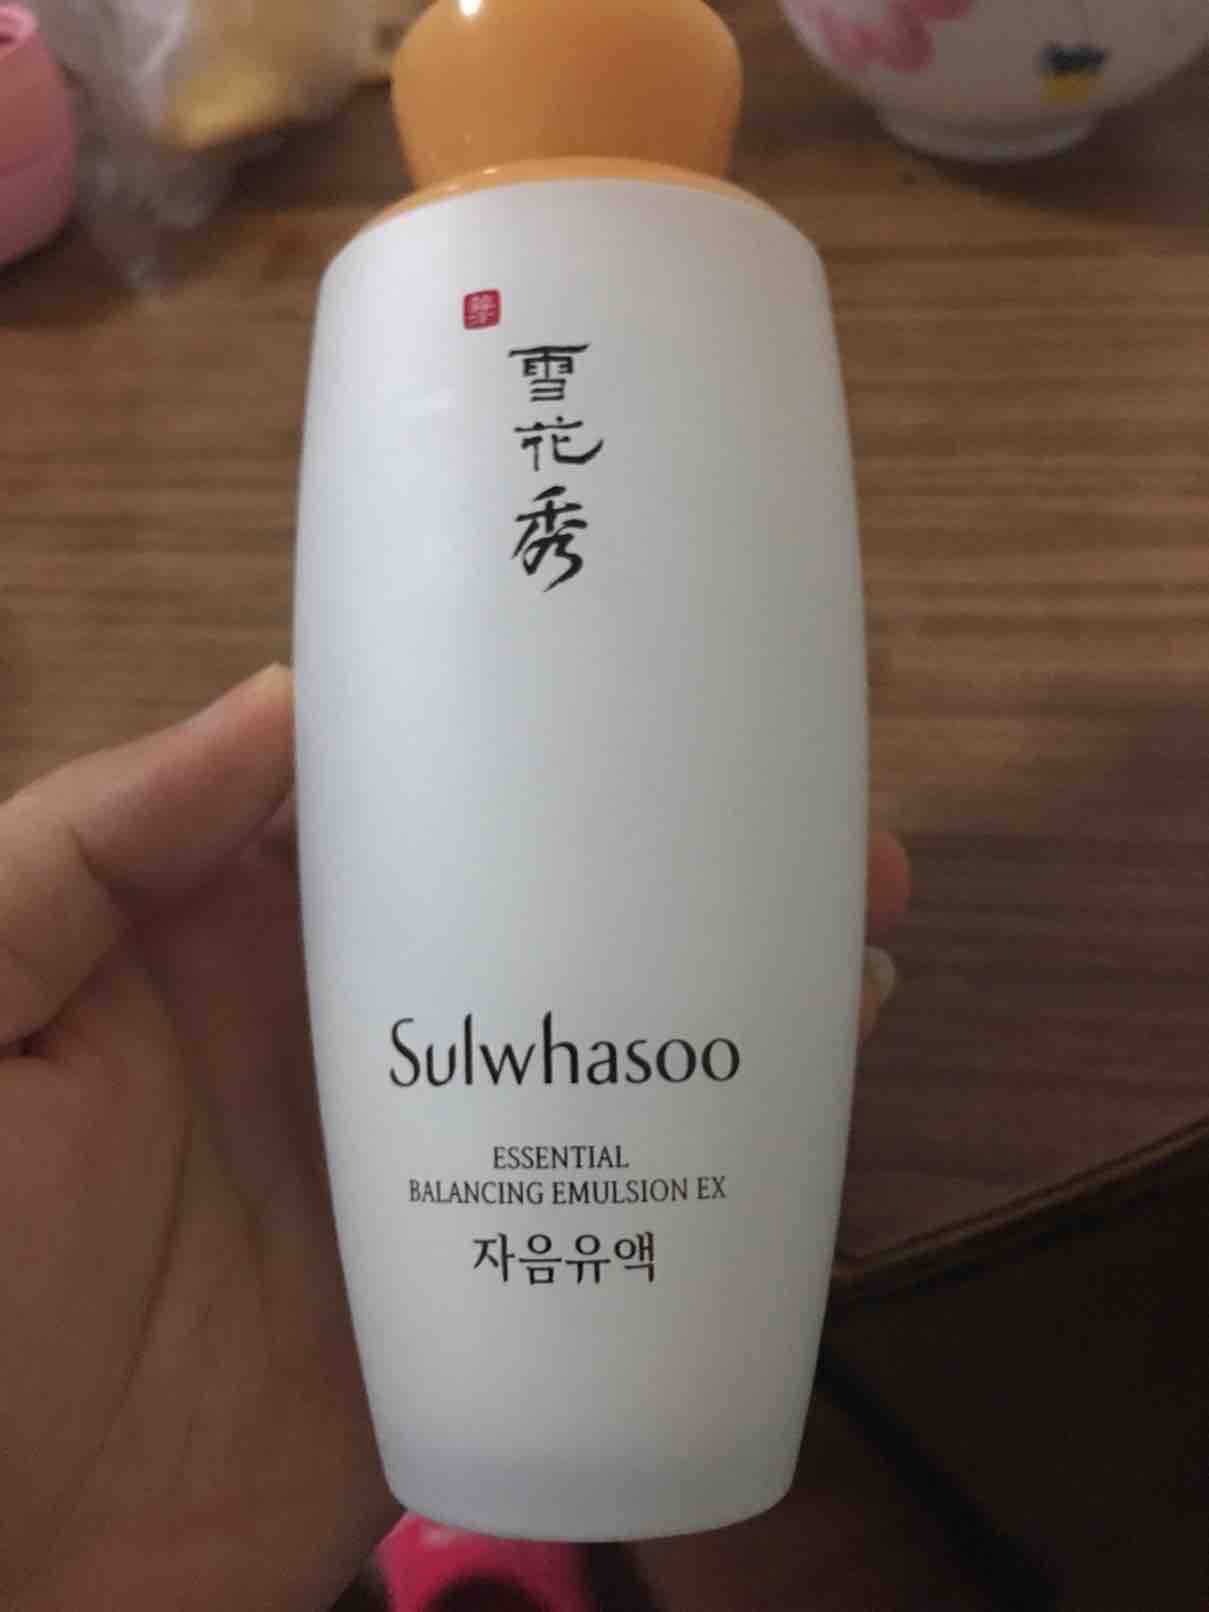 雪花秀
Sulwhasoo
ESSENTIAL
BALANCING EMULSION EX
자음유액